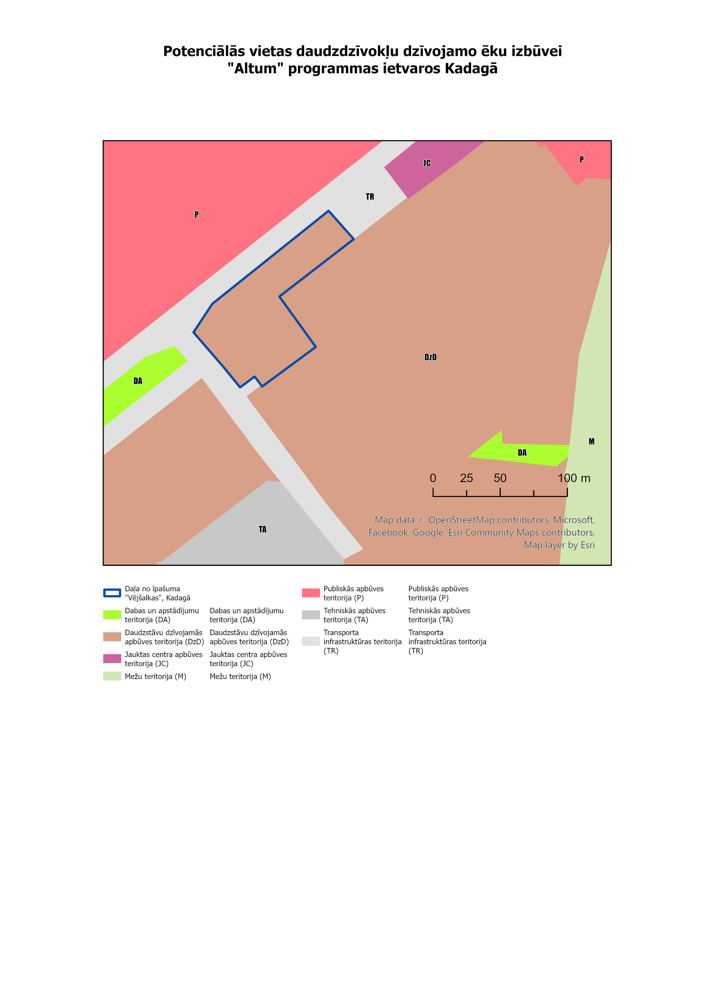 Potenciālās vietas daudzdzīvokļu dzīvojamo ēku izbūvei
"Altum" programmas ietvaros Kadagā
P
JC
TR
P
DzD
DA
M
DA
TA
0 25 50 100 m
Map data © OpenStreetMap contributors, Microsoft,
Facebook, Google, Esri Community Maps contributors,
Map layer by Esri
Daļa no īpašuma
"Vējšalkas", Kadagā
Dabas un apstādījumu
teritorija (DA)
Dabas un apstādījumu
teritorija (DA)
Daudzstāvu dzīvojamās
apbūves teritorija (DzD)
Daudzstāvu dzīvojamās
apbūves teritorija (DzD)
Jauktas centra apbūves
teritorija (JC)
Jauktas centra apbūves
teritorija (JC)
Mežu teritorija (M)
Mežu teritorija (M)
Publiskās apbūves
teritorija (P)
Publiskās apbūves
teritorija (P)
Tehniskās apbūves
teritorija (TA)
Tehniskās apbūves
teritorija (TA)
Transporta
infrastruktūras teritorija
(TR)
Transporta
infrastruktūras teritorija
(TR)